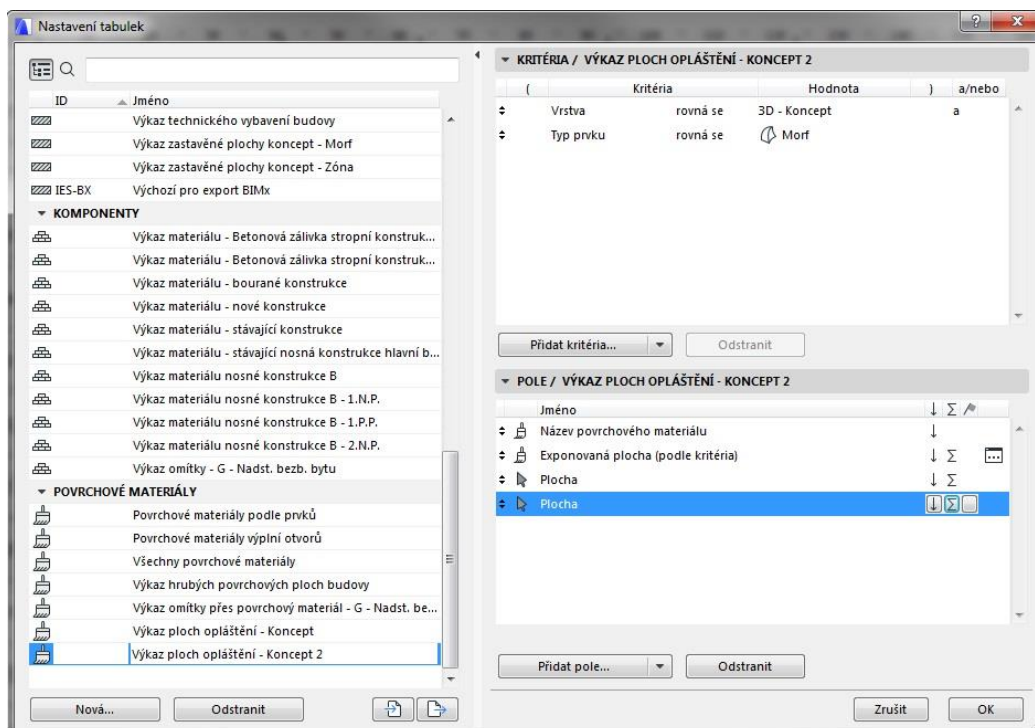 Nastavení tabulek
ID Jméno
Výkaz technického vybavení budovy
Výkaz zastavěné plochy koncept - Morf
Výkaz zastavěné plochy koncept - Zóna
IES-BX Výchozí pro export BIMx
KOMPONENTY
Výkaz materiálu - Betonová zálivka stropní konstruk...
Výkaz materiálu - Betonová zálivka stropní konstruk...
Výkaz materiálu - bourané konstrukce
Výkaz materiálu - nové konstrukce
Výkaz materiálu - stávající konstrukce
Výkaz materiálu - stávající nosná konstrukce hlavní b...
Výkaz materiálu nosné konstrukce B
Výkaz materiálu nosné konstrukce B - 1.N.P.
Výkaz materiálu nosné konstrukce B - 1.P.P.
Výkaz materiálu nosné konstrukce B - 2.N.P.
Výkaz omítky - G - Nadst. bezb. bytu
POVRCHOVÉ MATERIÁLY
Povrchové materiály podle prvků
Povrchové materiály výplní otvorů
Všechny povrchové materiály
Výkaz hrubých povrchových ploch budovy
Výkaz omítky přes povrchový materiál - G - Nadst. be...
Výkaz ploch opláštění - Koncept
Výkaz ploch opláštění - Koncept 2
Nová... Odstranit
KRITÉRIA / VÝKAZ PLOCH OPLÁŠTĚNÍ - KONCEPT 2
( Kritéria Hodnota ) a/nebo
Vrstva rovná se 3D - Koncept a
Typ prvku rovná se Morf
Přidat kritéria... Odstranit
POLE / VÝKAZ PLOCH OPLÁŠTĚNÍ - KONCEPT 2
Jméno ↓ Σ
Název povrchového materiálu ↓
Exponovaná plocha (podle kritéria) ↓ Σ
Plocha ↓ Σ
Plocha ↓ Σ
Přidat pole... Odstranit
Zrušit OK